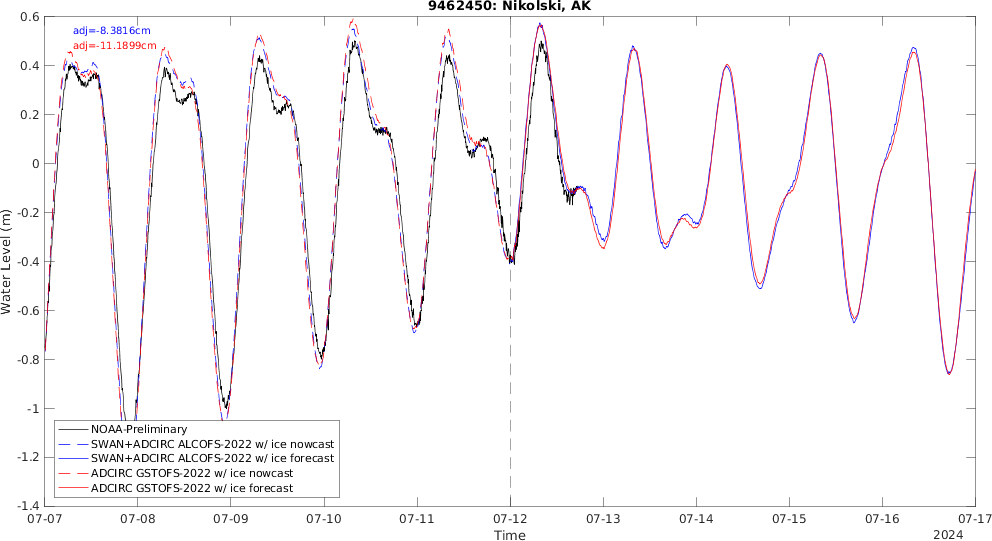 9462450: Nikolski, AK
adj=-8.3816cm
adj=-11.1899cm
0.6
0.4
0.2
0
-0.2
-0.4
-0.6
-0.8
-1
-1.2
-1.4
Water Level (m)
NOAA-Preliminary
SWAN+ADCIRC ALCOFS-2022 w/ ice nowcast
SWAN+ADCIRC ALCOFS-2022 w/ ice forecast
ADCIRC GSTOFS-2022 w/ ice nowcast
ADCIRC GSTOFS-2022 w/ ice forecast
07-07 07-08 07-09 07-10 07-11 07-12 07-13 07-14 07-15 07-16 07-17
Time
2024